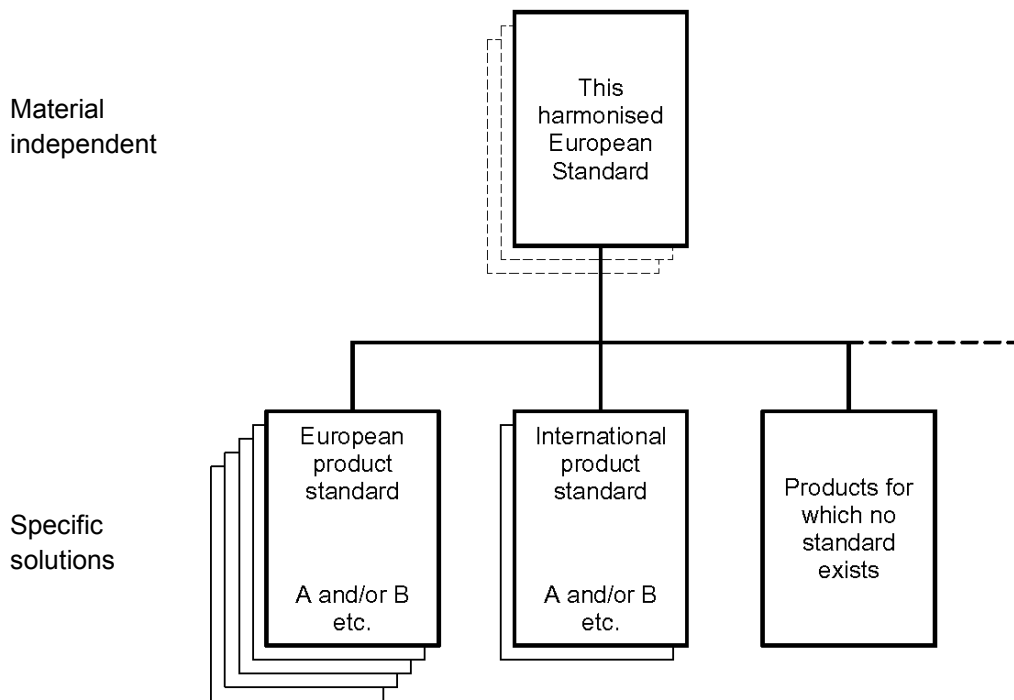 Material
independent
This
harmonised
European
Standard
Specific
solutions
European
product
standard
A and/or B
etc.
International
product
standard
A and/or B
etc.
Products for
which no
standard
exists